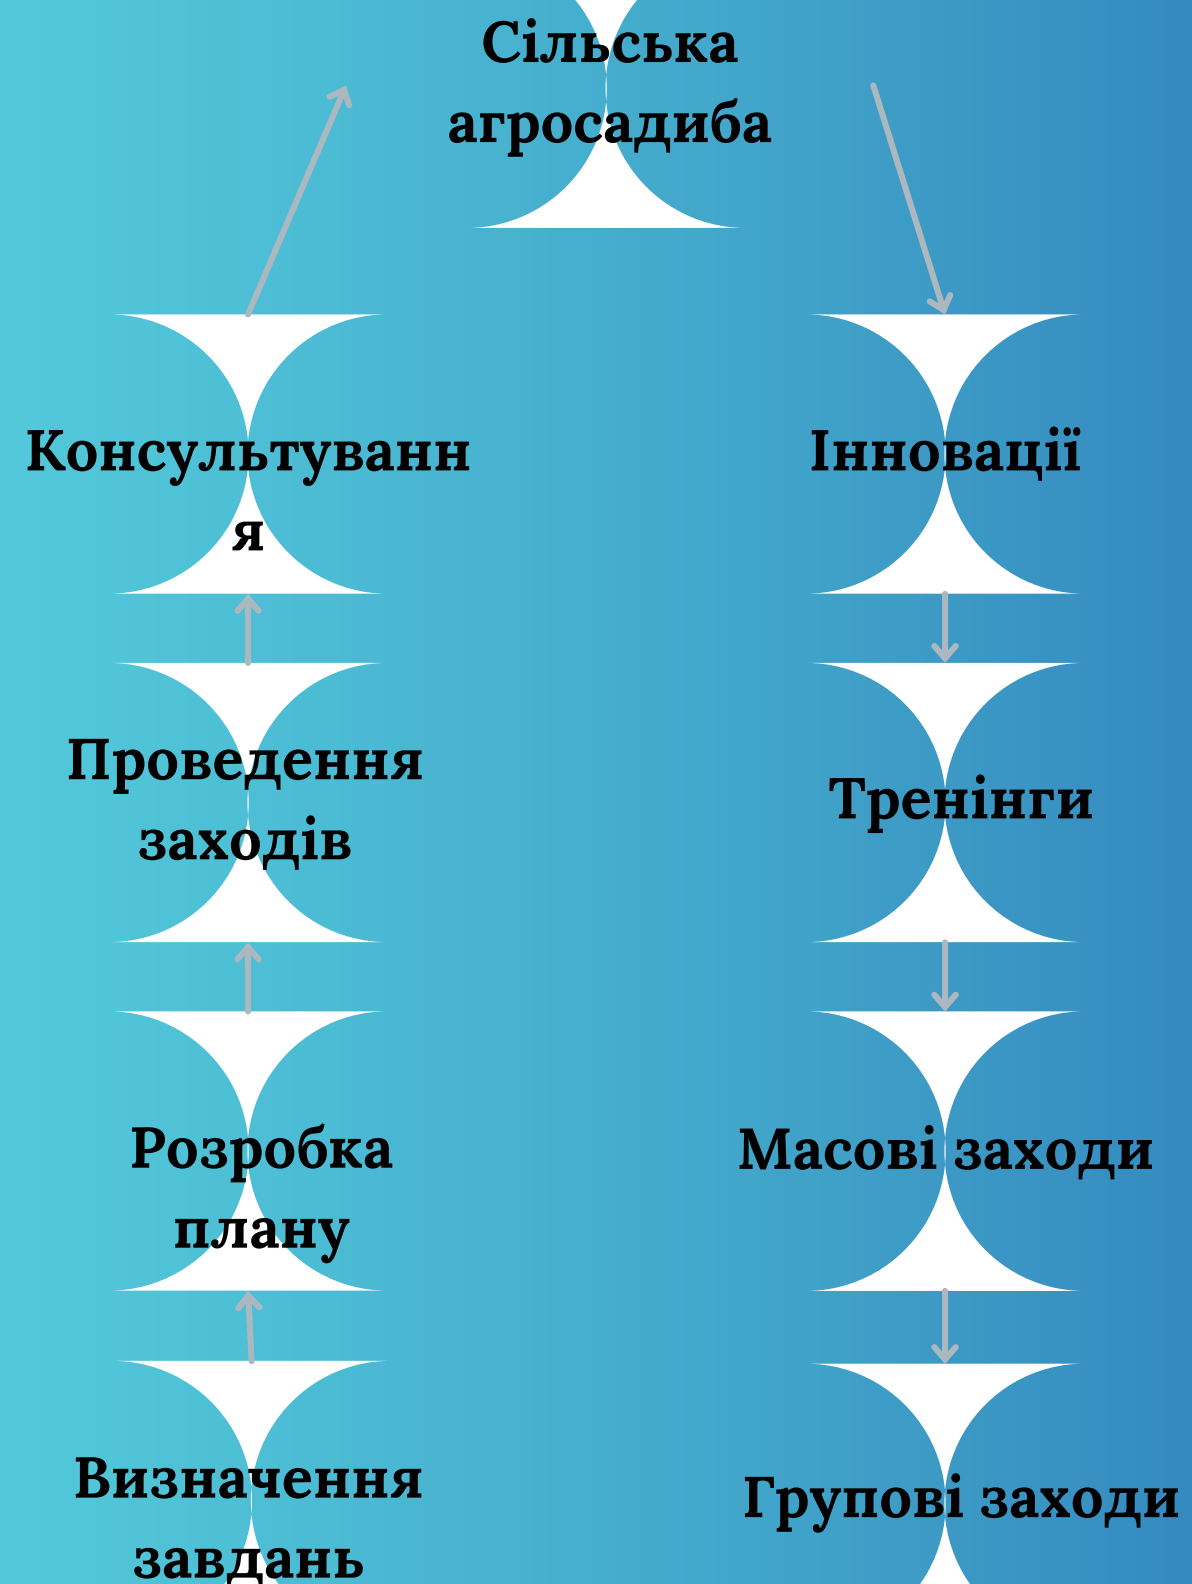 Сільська
агросадиба
Консультуванн
я
Інновації
Проведення
заходів
Тренінги
Розробка
плану
Масові заходи
Визначення
завдань
Групові заходи